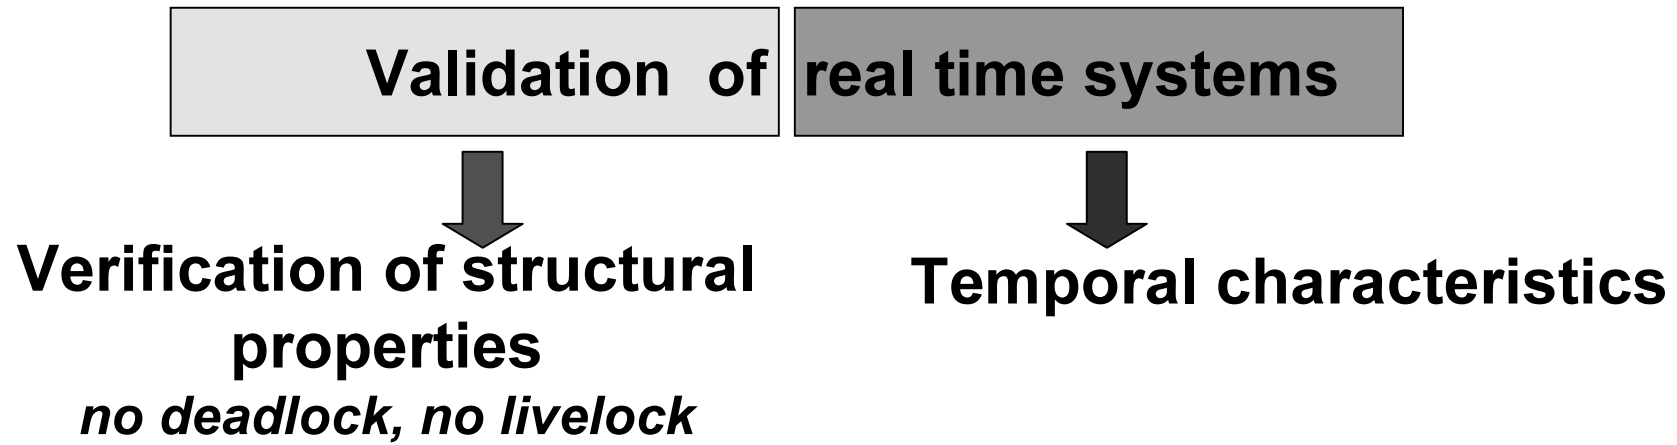 Validation of real time systems
Verification of structural
properties
no deadlock, no livelock
Temporal characteristics